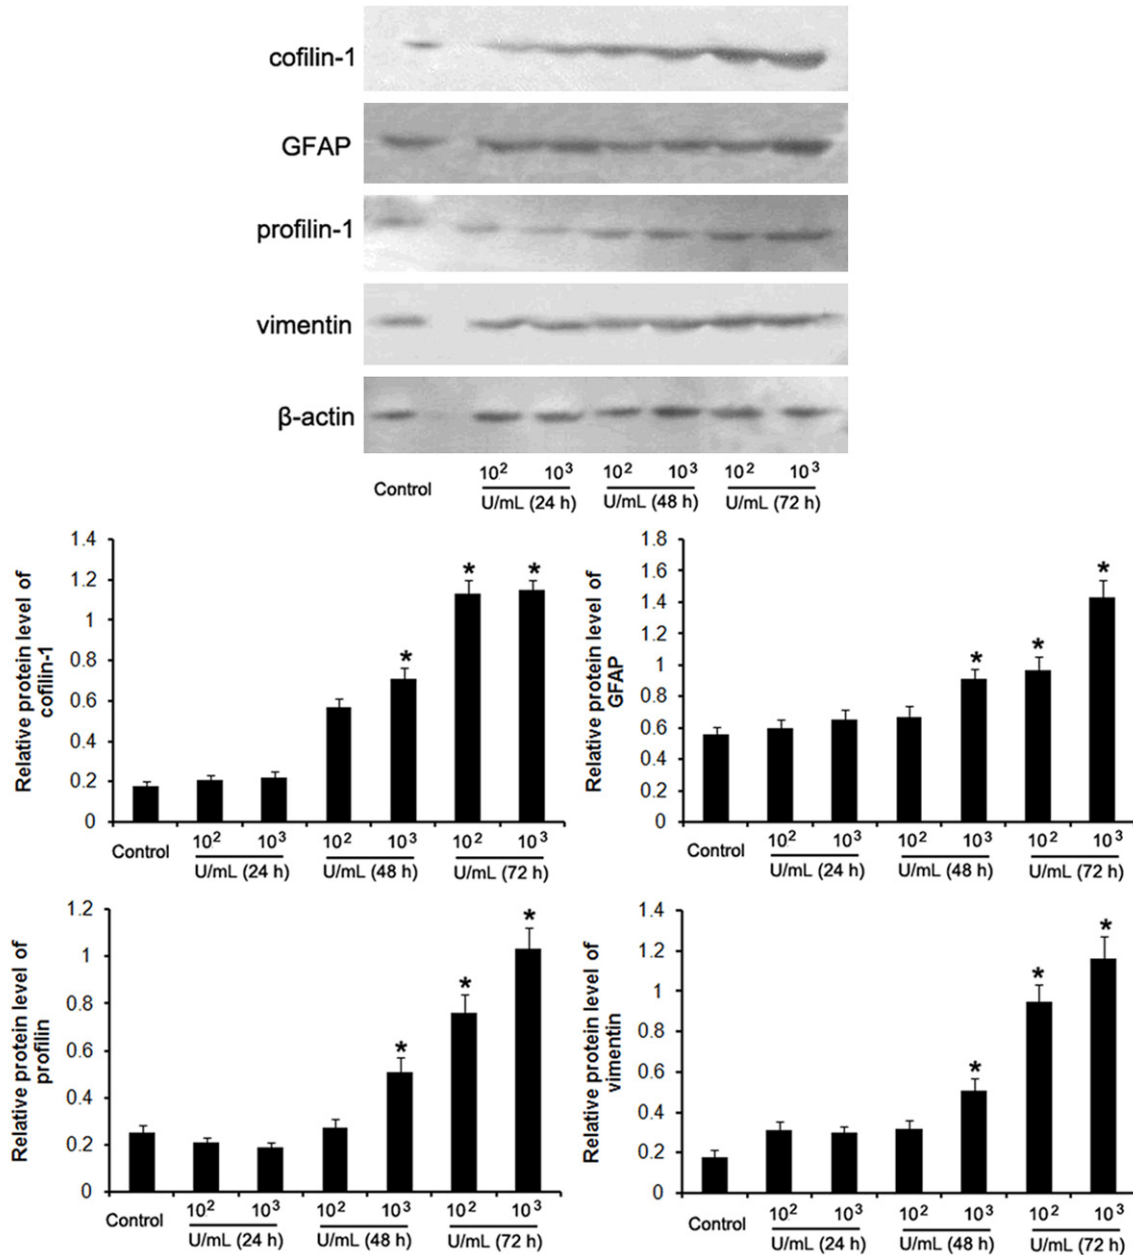 cofilin-1
GFAP
profilin-1
vimentin
β-actin
10² 10³ 10² 10³ 10² 10³
Control U/mL (24 h) U/mL (48 h) U/mL (72 h)
Relative protein level of
cofilin-1
1.4
1.2
1
0.8
0.6
0.4
0.2
0
* * *
10² 10³ 10² 10³ 10² 10³
Control U/mL (24 h) U/mL (48 h) U/mL (72 h)
Relative protein level of
GFAP
1.8
1.6
1.4
1.2
1
0.8
0.6
0.4
0.2
0
* * *
10² 10³ 10² 10³ 10² 10³
Control U/mL (24 h) U/mL (48 h) U/mL (72 h)
Relative protein level of
profilin
1.2
1
0.8
0.6
0.4
0.2
0
* * *
10² 10³ 10² 10³ 10² 10³
Control U/mL (24 h) U/mL (48 h) U/mL (72 h)
Relative protein level of
vimentin
1.4
1.2
1
0.8
0.6
0.4
0.2
0
* * *
10² 10³ 10² 10³ 10² 10³
Control U/mL (24 h) U/mL (48 h) U/mL (72 h)